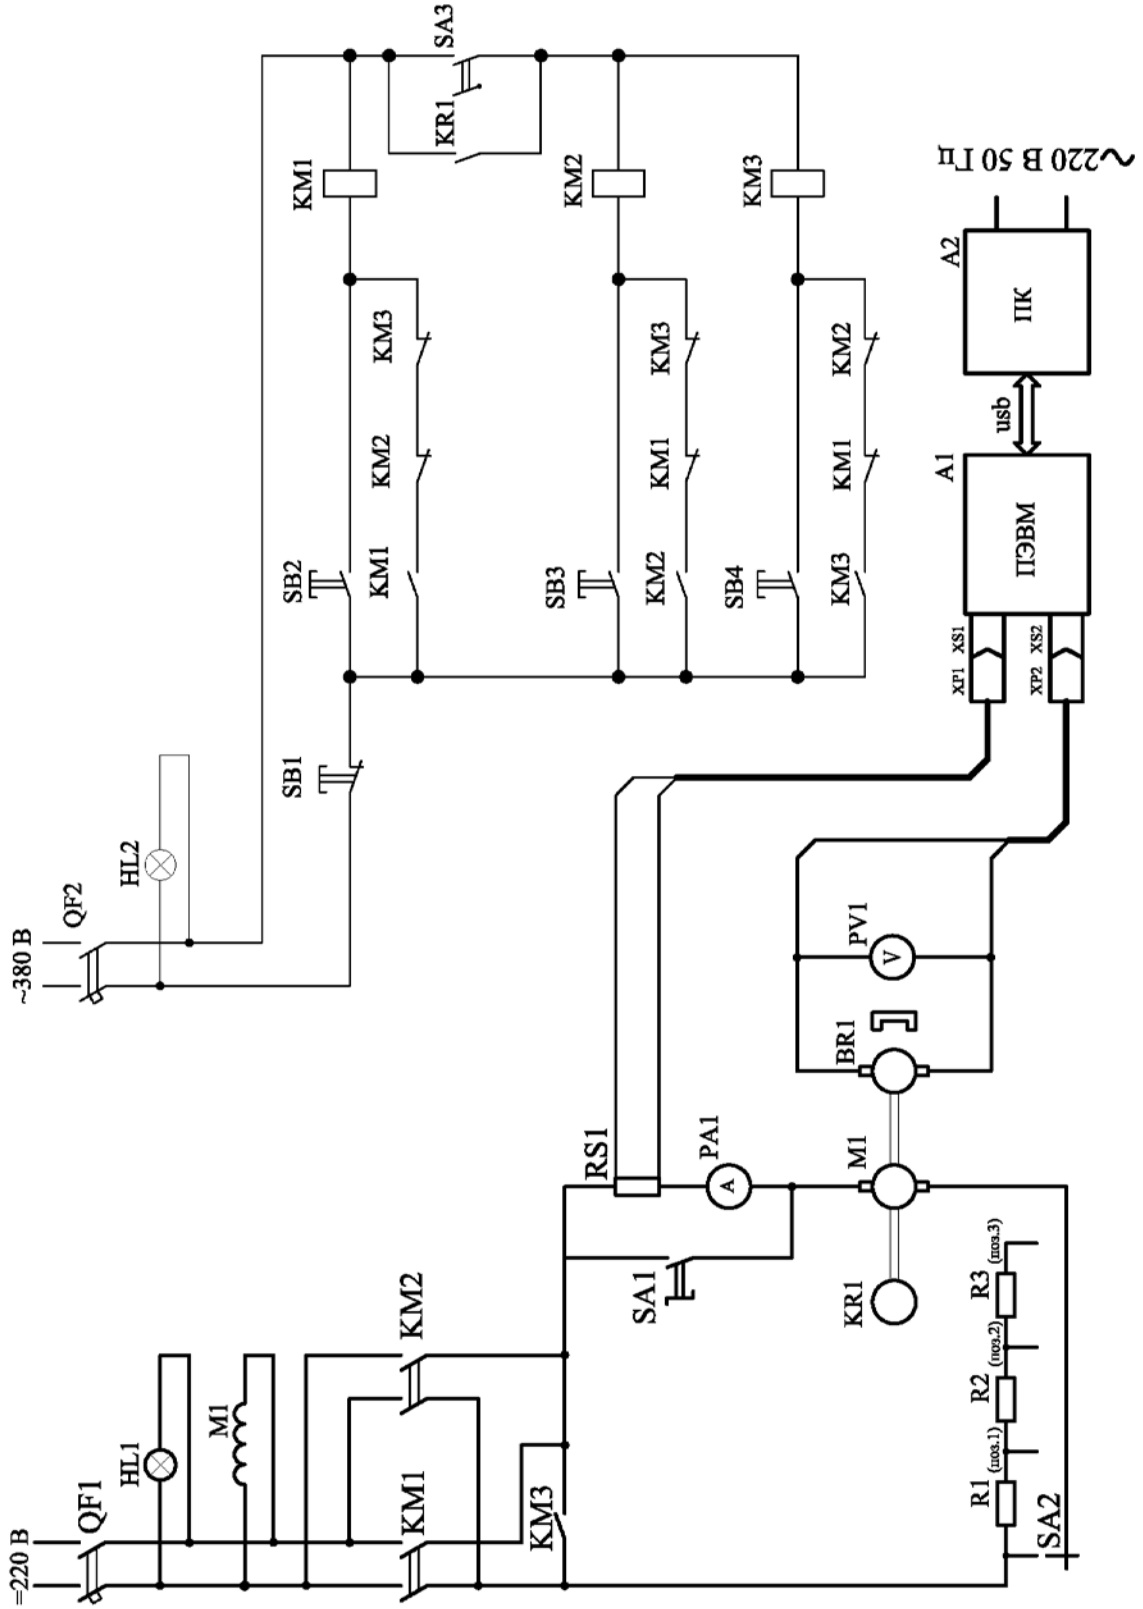 =220 В
QF1
HL1
M1
KM1
KM2
KM3
SA1
RS1
PA1
A
M1
KR1
BR1
PV1
V
R1
(поз.1)
R2
(поз.2)
R3
(поз.3)
SA2
~380 В
QF2
HL2
SB1
SB2
KM1
KM2
KM3
KM1
SA3
KR1
SB3
KM2
KM1
KM3
KM2
SB4
KM3
KM1
KM2
KM3
XP1 XS1
XP2 XS2
A1
ПЭВМ
usb
A2
ПК
~220 В 50 Гц